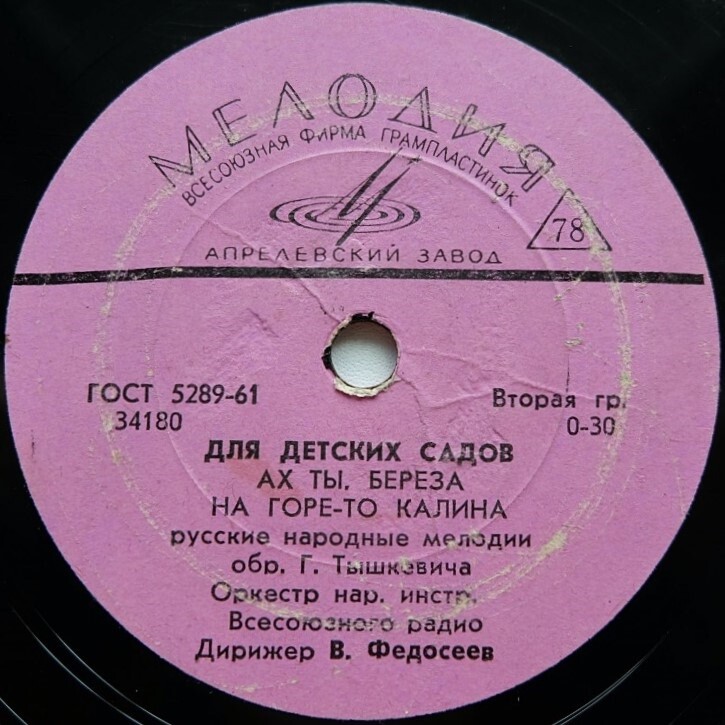 МЕЛОДИЯ
ВСЕСОЮЗНАЯ ФИРМА ГРАМПЛАСТИНОК
78
АПРЕЛЕВСКИЙ ЗАВОД
ГОСТ 5289-61
34180
Вторая гр.
0-30
ДЛЯ ДЕТСКИХ САДОВ
АХ ТЫ, БЕРЕЗА
НА ГОРЕ-ТО КАЛИНА
русские народные мелодии
обр. Г. Тышкевича
Оркестр нар. инстр.
Всесоюзного радио
Дирижер В. Федосеев